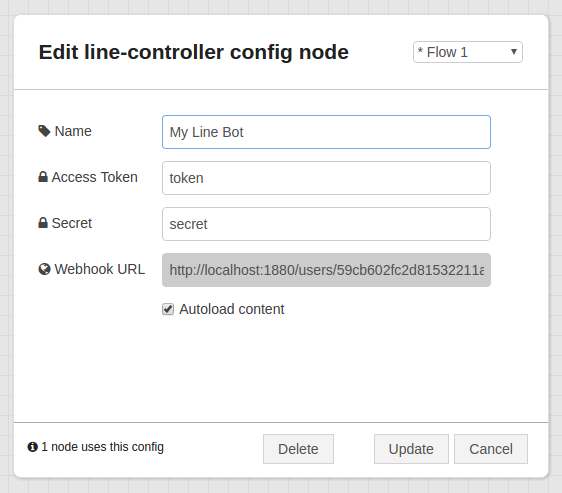 Edit line-controller config node
* Flow 1
Name
My Line Bot
Access Token
token
Secret
secret
Webhook URL
http://localhost:1880/users/59cb602fc2d81532211a
Autoload content
1 node uses this config
Delete
Update
Cancel